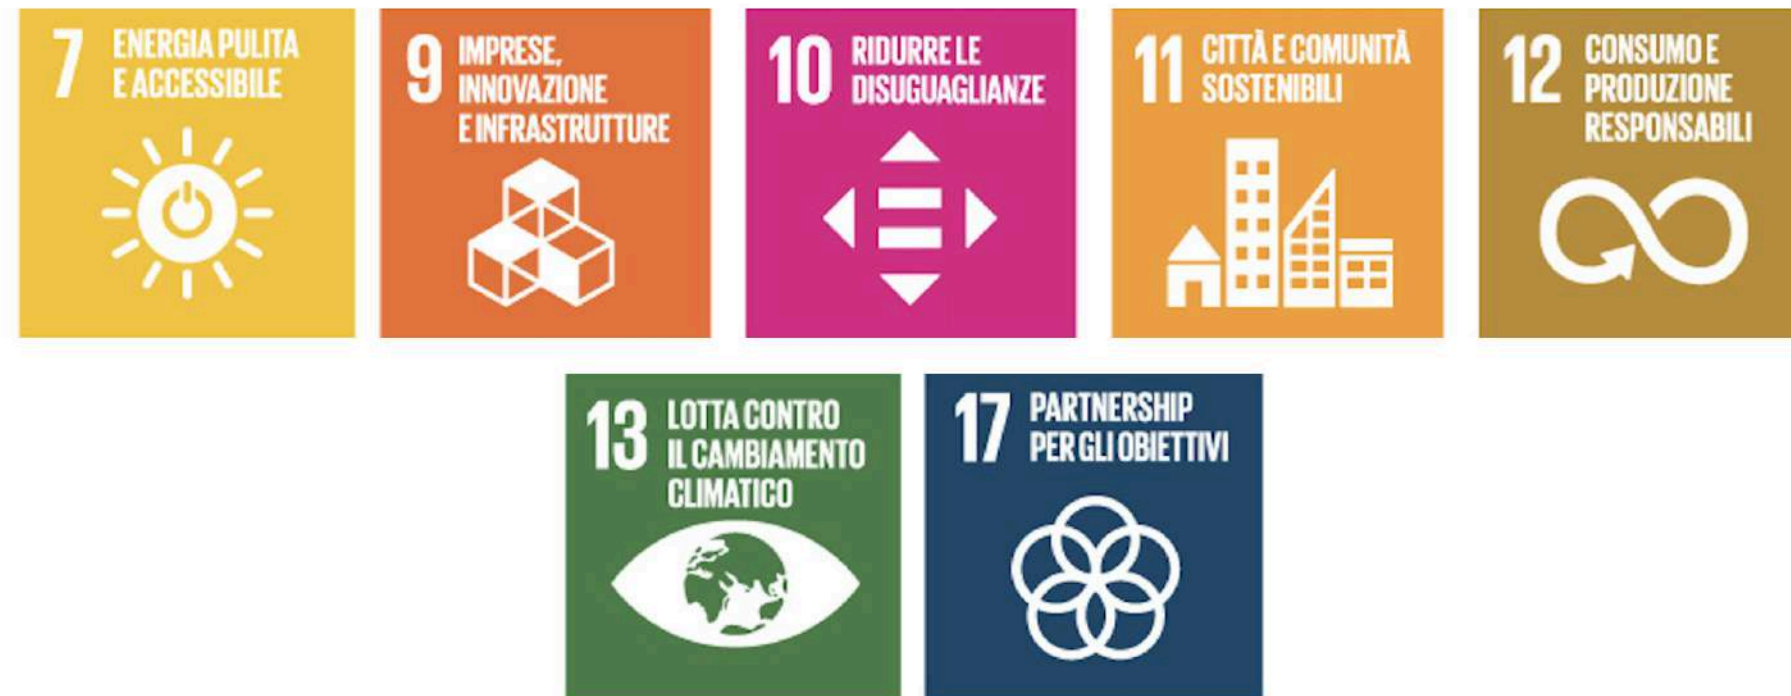 7 ENERGIA PULITA
E ACCESSIBILE
9 IMPRESE,
INNOVAZIONE
E INFRASTRUTTURE
10 RIDURRE LE
DISUGUAGLIANZE
11 CITTÀ E COMUNITÀ
SOSTENIBILI
12 CONSUMO E
PRODUZIONE
RESPONSABILI
13 LOTTA CONTRO
IL CAMBIAMENTO
CLIMATICO
17 PARTNERSHIP
PER GLI OBIETTIVI